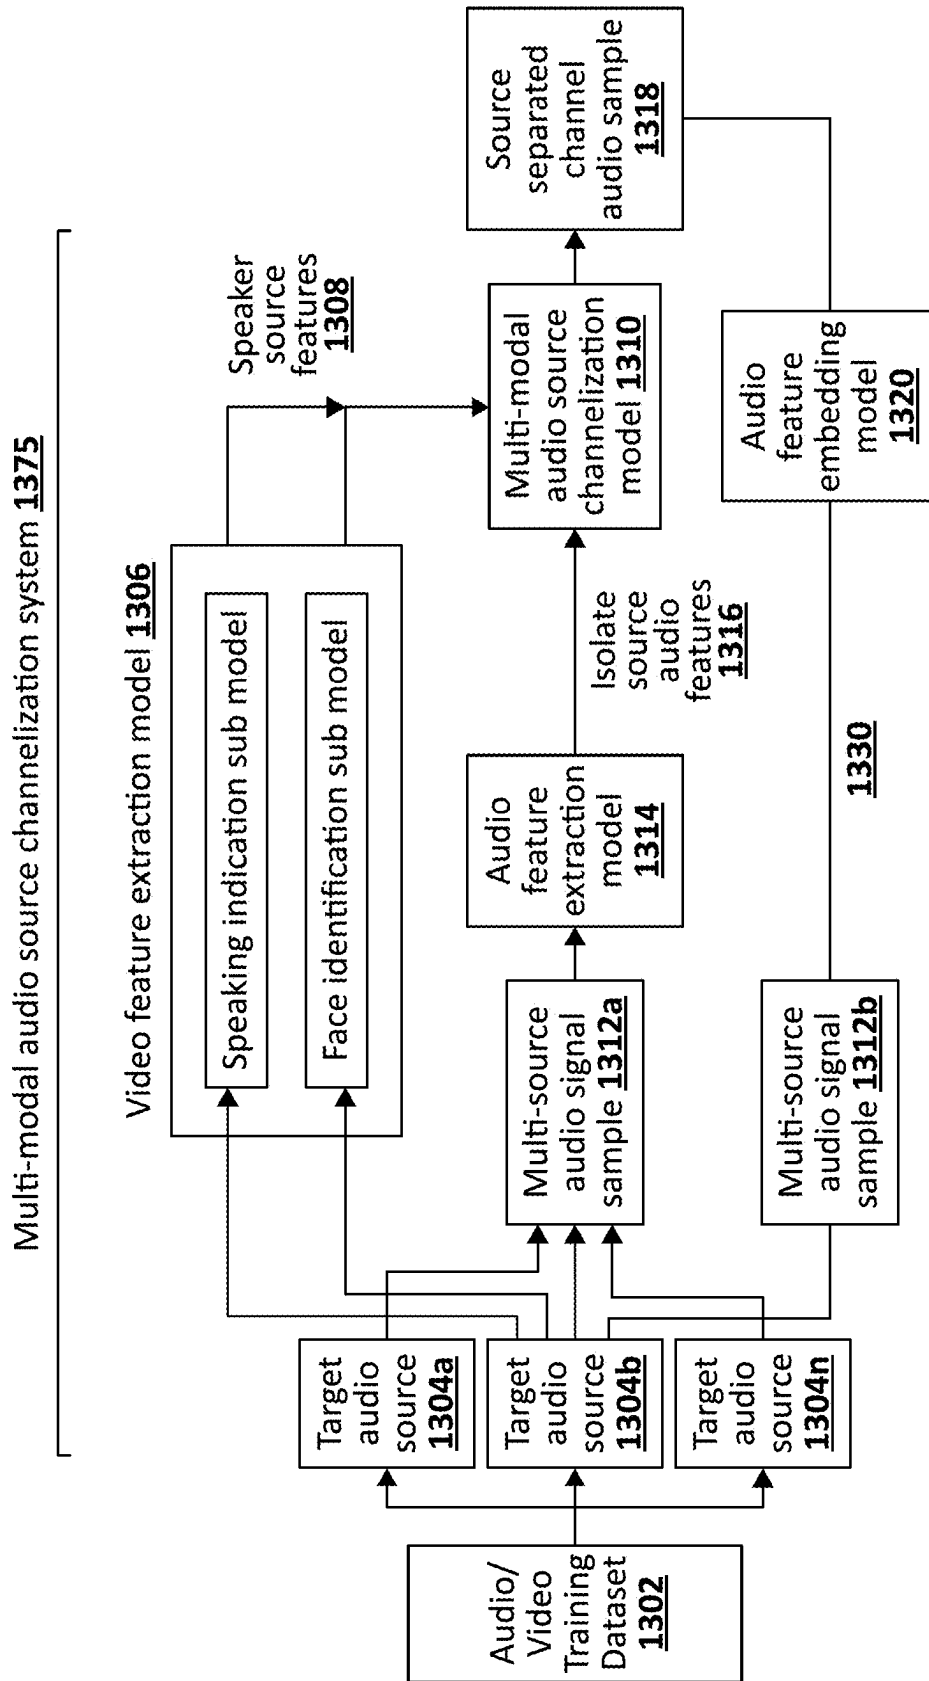 Multi-modal audio source channelization system 1375
Video feature extraction model 1306
Speaking indication sub model
Face identification sub model
Speaker
source
features
1308
Audio/
Video
Training
Dataset
1302
Target
audio
source
1304a
Target
audio
source
1304b
Target
audio
source
1304n
Multi-source
audio signal
sample 1312a
Audio
feature
extraction
model
1314
Isolate
source
audio
features
1316
Multi-modal
audio source
channelization
model 1310
Source
separated
channel
audio sample
1318
Multi-source
audio signal
sample 1312b
1330
Audio
feature
embedding
model
1320